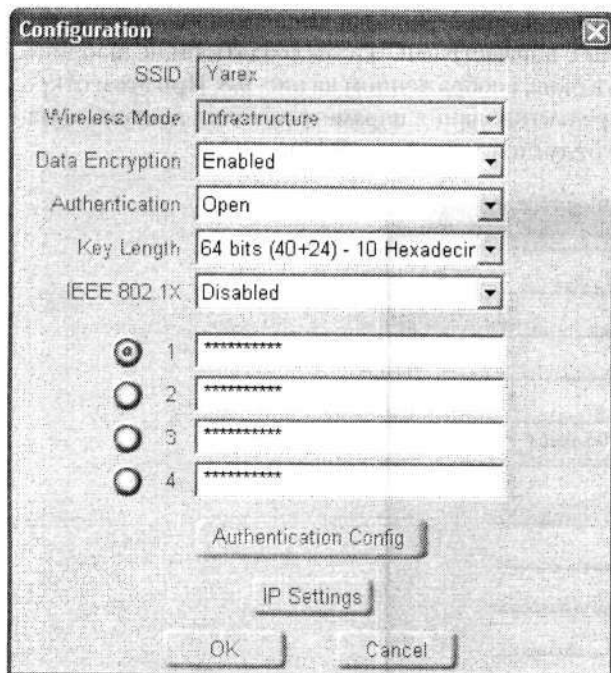 Configuration
SSID Yarex
Wireless Mode Infrastructure
Data Encryption Enabled
Authentication Open
Key Length 64 bits (40+24) - 10 Hexadecir
IEEE 802.1X Disabled
1 **********
2 **********
3 **********
4 **********
Authentication Config
IP Settings
OK Cancel